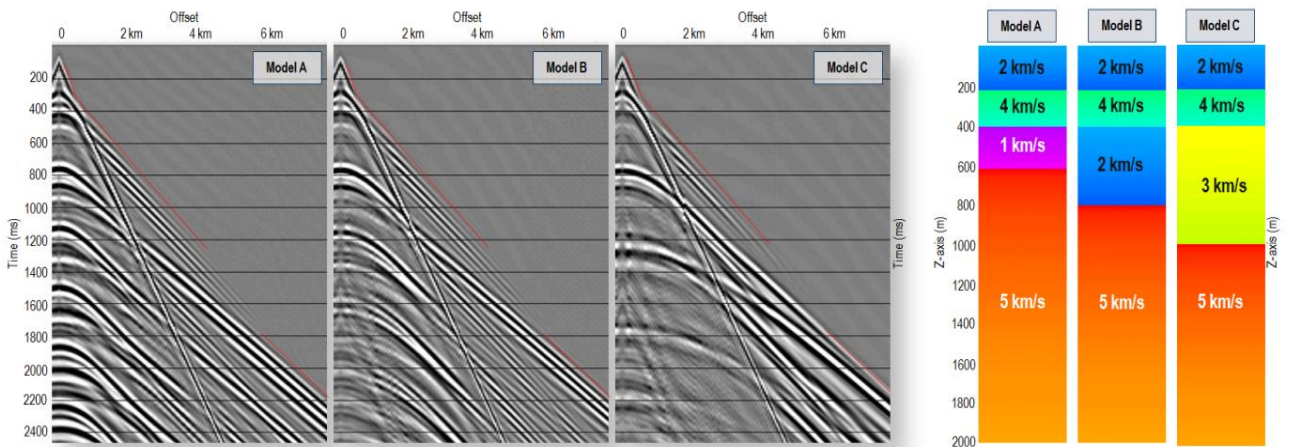 Offset
Offset
Offset
0 2 km 4 km 6 km
0 2 km 4 km 6 km
0 2 km 4 km 6 km
Model A
Model B
Model C
Time (ms)
200
400
600
800
1000
1200
1400
1600
1800
2000
2200
2400
Time (ms)
Model A
Model B
Model C
2 km/s
2 km/s
2 km/s
4 km/s
4 km/s
4 km/s
1 km/s
2 km/s
3 km/s
5 km/s
5 km/s
5 km/s
Z-axis (m)
200
400
600
800
1000
1200
1400
1600
1800
2000
Z-axis (m)